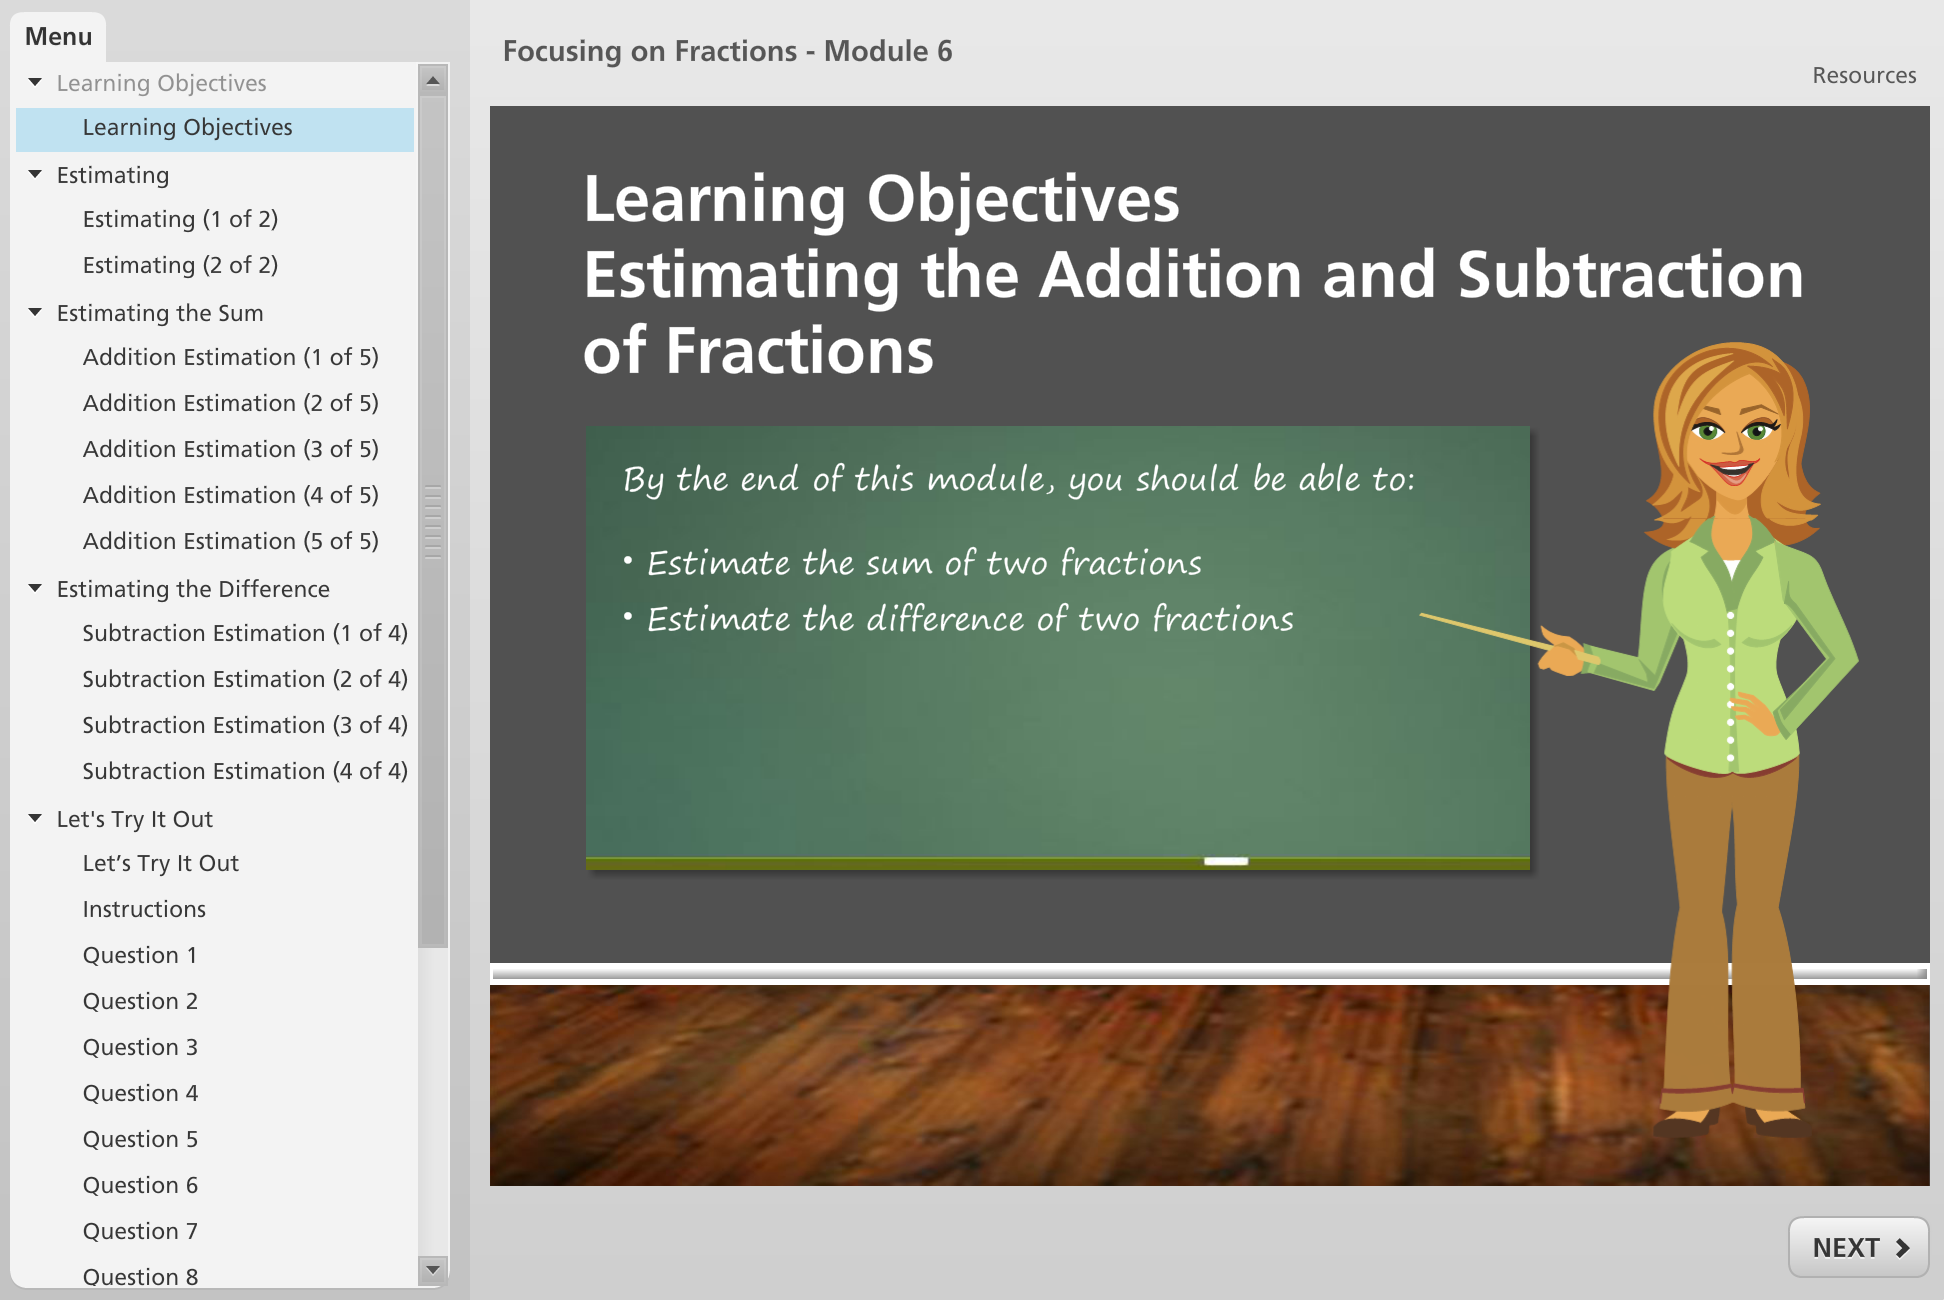 Menu
Learning Objectives
Learning Objectives
Estimating
Estimating (1 of 2)
Estimating (2 of 2)
Estimating the Sum
Addition Estimation (1 of 5)
Addition Estimation (2 of 5)
Addition Estimation (3 of 5)
Addition Estimation (4 of 5)
Addition Estimation (5 of 5)
Estimating the Difference
Subtraction Estimation (1 of 4)
Subtraction Estimation (2 of 4)
Subtraction Estimation (3 of 4)
Subtraction Estimation (4 of 4)
Let's Try It Out
Let’s Try It Out
Instructions
Question 1
Question 2
Question 3
Question 4
Question 5
Question 6
Question 7
Question 8
Focusing on Fractions - Module 6
Resources
Learning Objectives
Estimating the Addition and Subtraction
of Fractions
By the end of this module, you should be able to:
• Estimate the sum of two fractions
• Estimate the difference of two fractions
NEXT